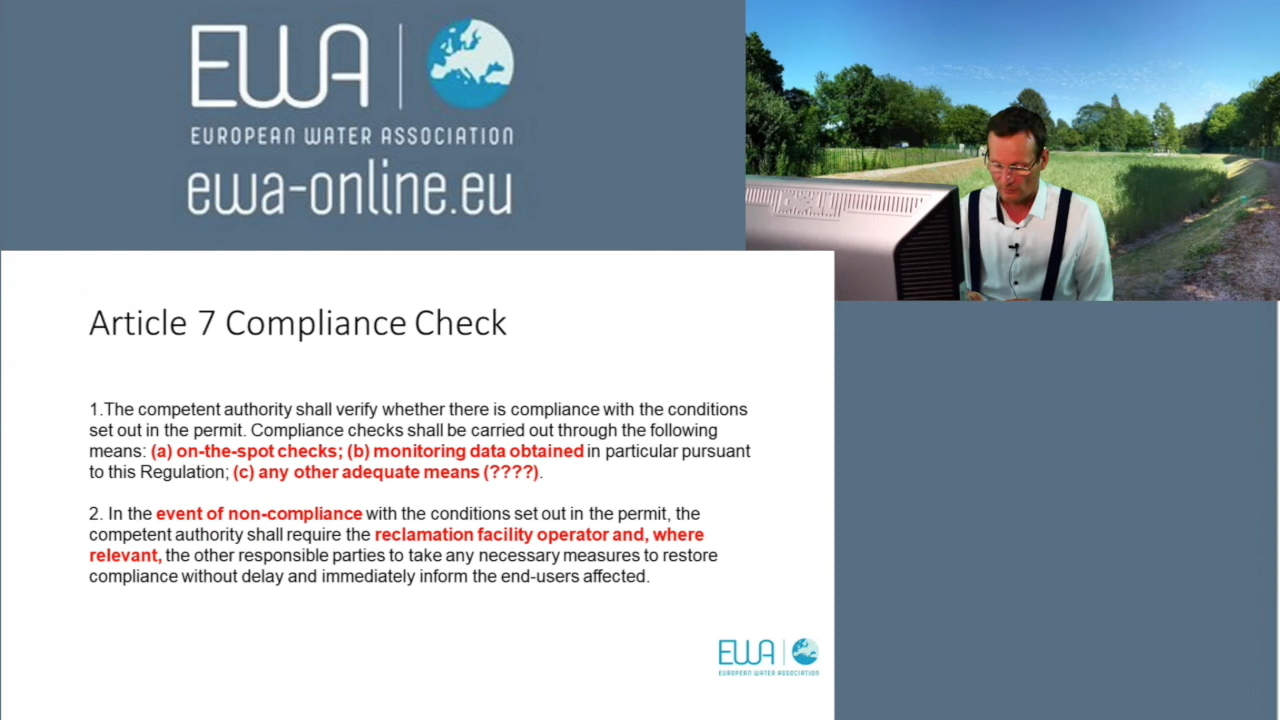 EWA
EUROPEAN WATER ASSOCIATION
ewa-online.eu
Article 7 Compliance Check
1.The competent authority shall verify whether there is compliance with the conditions
set out in the permit. Compliance checks shall be carried out through the following
means: (a) on-the-spot checks; (b) monitoring data obtained in particular pursuant
to this Regulation; (c) any other adequate means (????).
2. In the event of non-compliance with the conditions set out in the permit, the
competent authority shall require the reclamation facility operator and, where
relevant, the other responsible parties to take any necessary measures to restore
compliance without delay and immediately inform the end-users affected.
EWA
EUROPEAN WATER ASSOCIATION